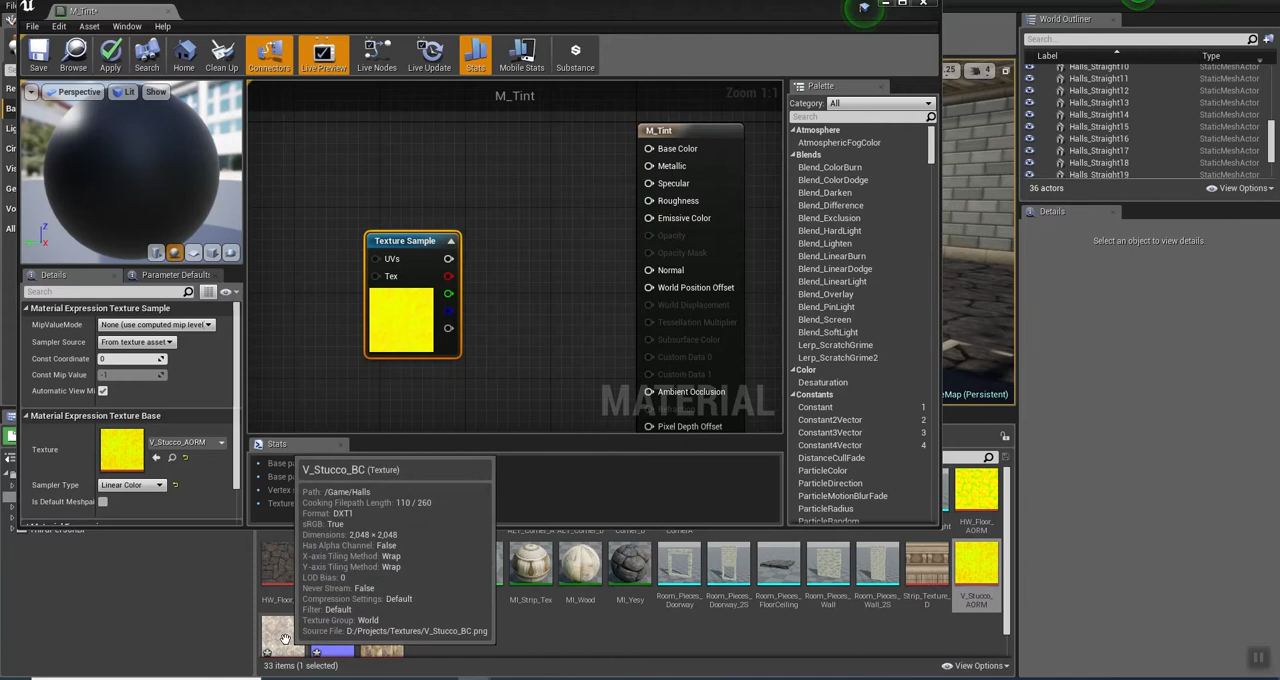 M_Tint*
File Edit Asset Window Help
Save Browse Apply Search Home Clean Up Connectors Live Preview Live Nodes Live Update Stats Mobile Stats Substance
Perspective Lit Show
M_Tint
Zoom 1:1
M_Tint
Base Color
Metallic
Specular
Roughness
Emissive Color
Opacity
Opacity Mask
Normal
World Position Offset
World Displacement
Tessellation Multiplier
Subsurface Color
Custom Data 0
Custom Data 1
Ambient Occlusion
Pixel Depth Offset
MATERIAL
Texture Sample
UVs
Tex
Details
Parameter Defaults
Search
Material Expression Texture Sample
MipValueMode None (use computed mip level)
Sampler Source From texture asset
Const Coordinate 0
Const Mip Value -1
Automatic View Mi
Material Expression Texture Base
Texture V_Stucco_AORM
Sampler Type Linear Color
Is Default Meshpai
Palette
Category: All
Search
Atmosphere
AtmosphericFogColor
Blends
Blend_ColorBurn
Blend_ColorDodge
Blend_Darken
Blend_Difference
Blend_Exclusion
Blend_HardLight
Blend_Lighten
Blend_LinearBurn
Blend_LinearDodge
Blend_LinearLight
Blend_Overlay
Blend_PinLight
Blend_Screen
Blend_SoftLight
Lerp_ScratchGrime
Lerp_ScratchGrime2
Color
Desaturation
Constants
Constant 1
Constant2Vector 2
Constant3Vector 3
Constant4Vector 4
DistanceCullFade
ParticleColor
ParticleDirection
ParticleMotionBlurFade
ParticleRadius
ParticleRandom
Stats
Base pa
Base pa
Vertex s
Texture
V_Stucco_BC (Texture)
Path: /Game/Halls
Cooking Filepath Length: 110 / 260
Format: DXT1
sRGB: True
Dimensions: 2,048 × 2,048
Has Alpha Channel: False
X-axis Tiling Method: Wrap
Y-axis Tiling Method: Wrap
LOD Bias: 0
Never Stream: False
Compression Settings: Default
Filter: Default
Texture Group: World
Source File: D:/Projects/Textures/V_Stucco_BC.png
World Outliner
Search...
Label Type
Halls_Straight10 StaticMeshActor
Halls_Straight11 StaticMeshActor
Halls_Straight12 StaticMeshActor
Halls_Straight13 StaticMeshActor
Halls_Straight14 StaticMeshActor
Halls_Straight15 StaticMeshActor
Halls_Straight16 StaticMeshActor
Halls_Straight17 StaticMeshActor
Halls_Straight18 StaticMeshActor
Halls_Straight19 StaticMeshActor
36 actors
View Options
Details
Select an object to view details.
.25 4
eMap (Persistent)
HW_Floor_AORM
MI_Strip_Tex
MI_Wood
MI_Yesy
Room_Pieces_Doorway
Room_Pieces_Doorway_2S
Room_Pieces_FloorCeiling
Room_Pieces_Wall
Room_Pieces_Wall_2S
Strip_Texture_D
V_Stucco_AORM
33 items (1 selected)
View Options